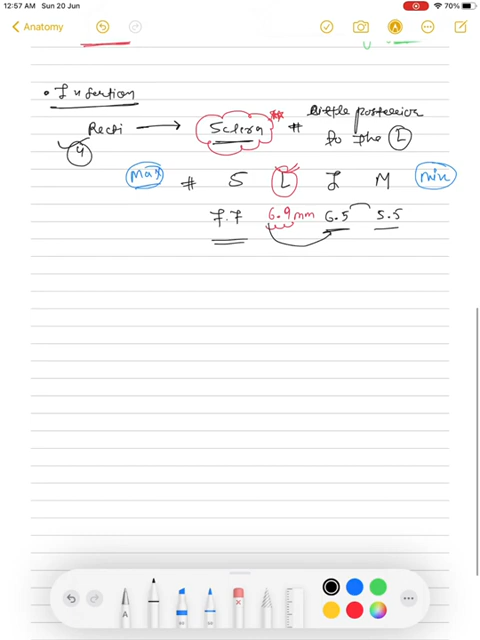 12:57 AM Sun 20 Jun 70%
Anatomy
• Insertion
Recti → Sclera # little posterior
4 to the L
Max # S L I M min
7.7 6.9mm 6.5 5.5
A